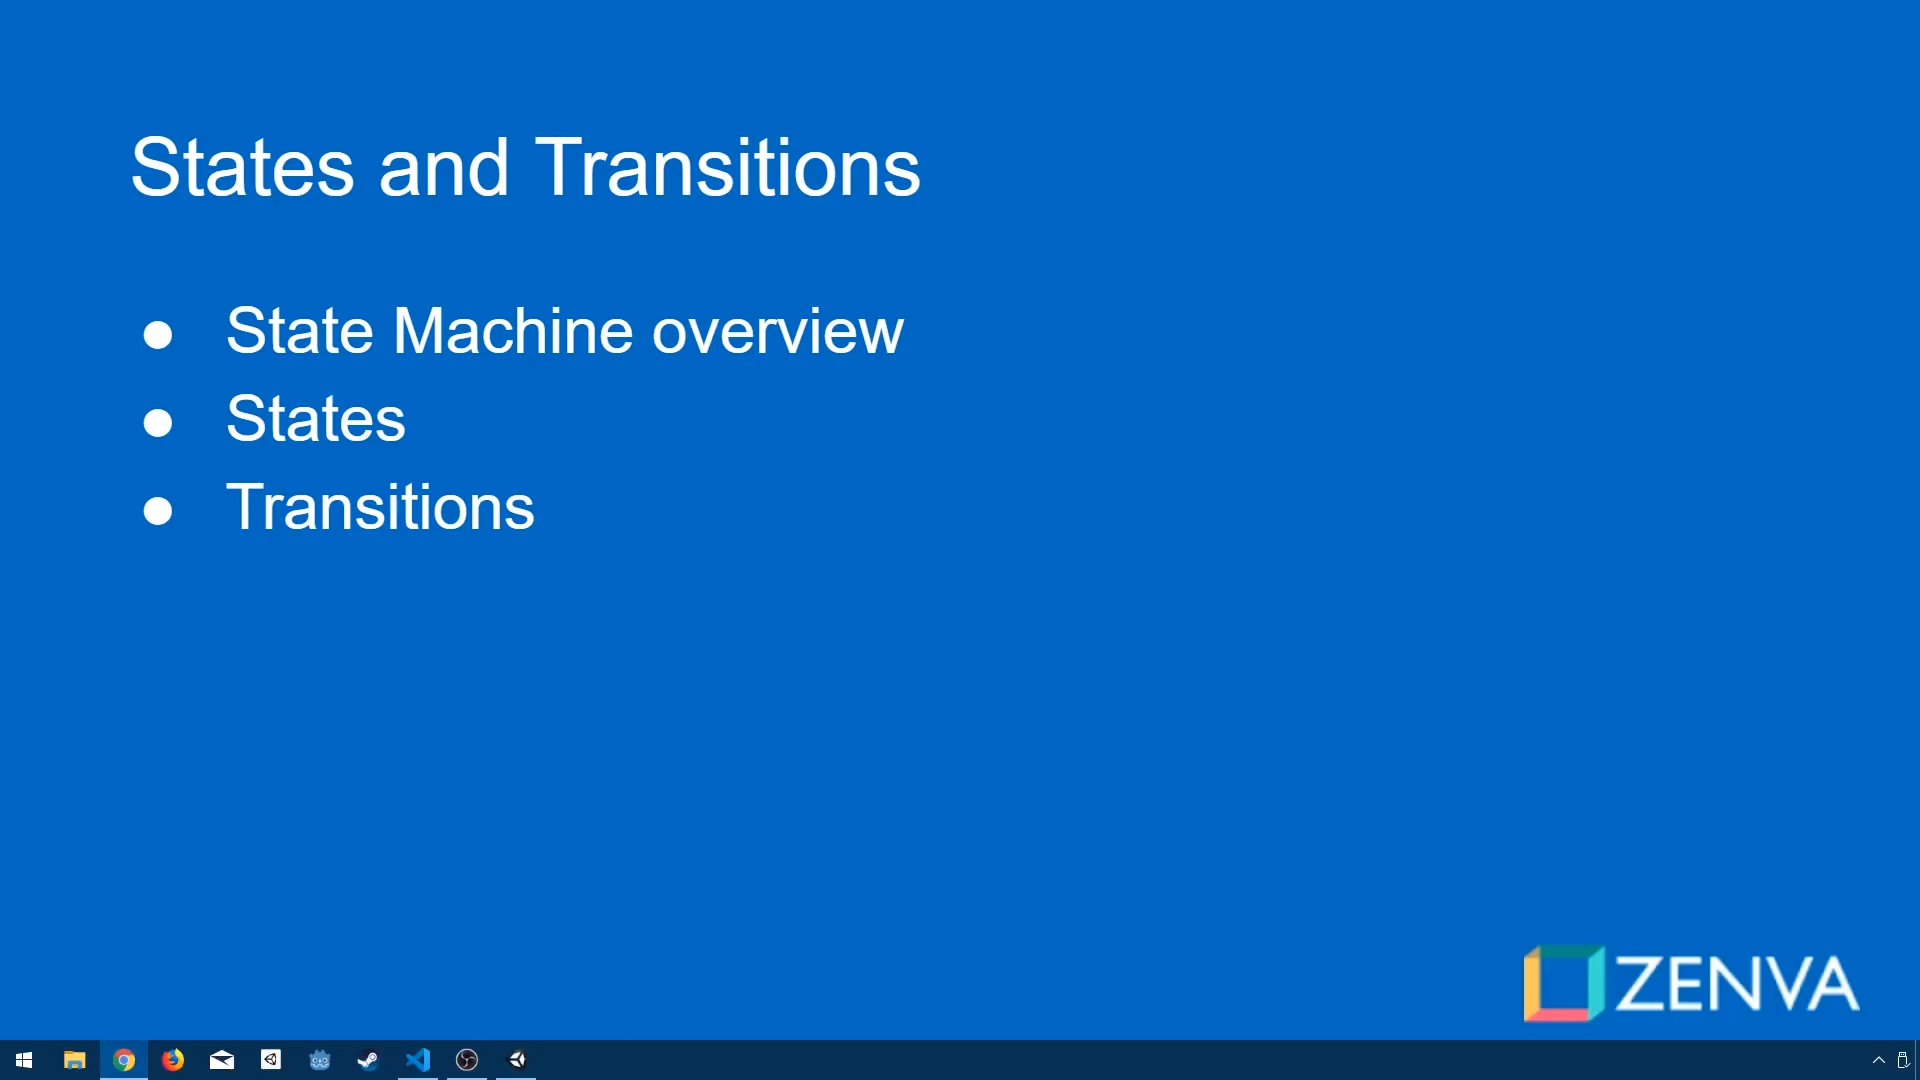 States and Transitions
● State Machine overview
● States
● Transitions
ZENVA